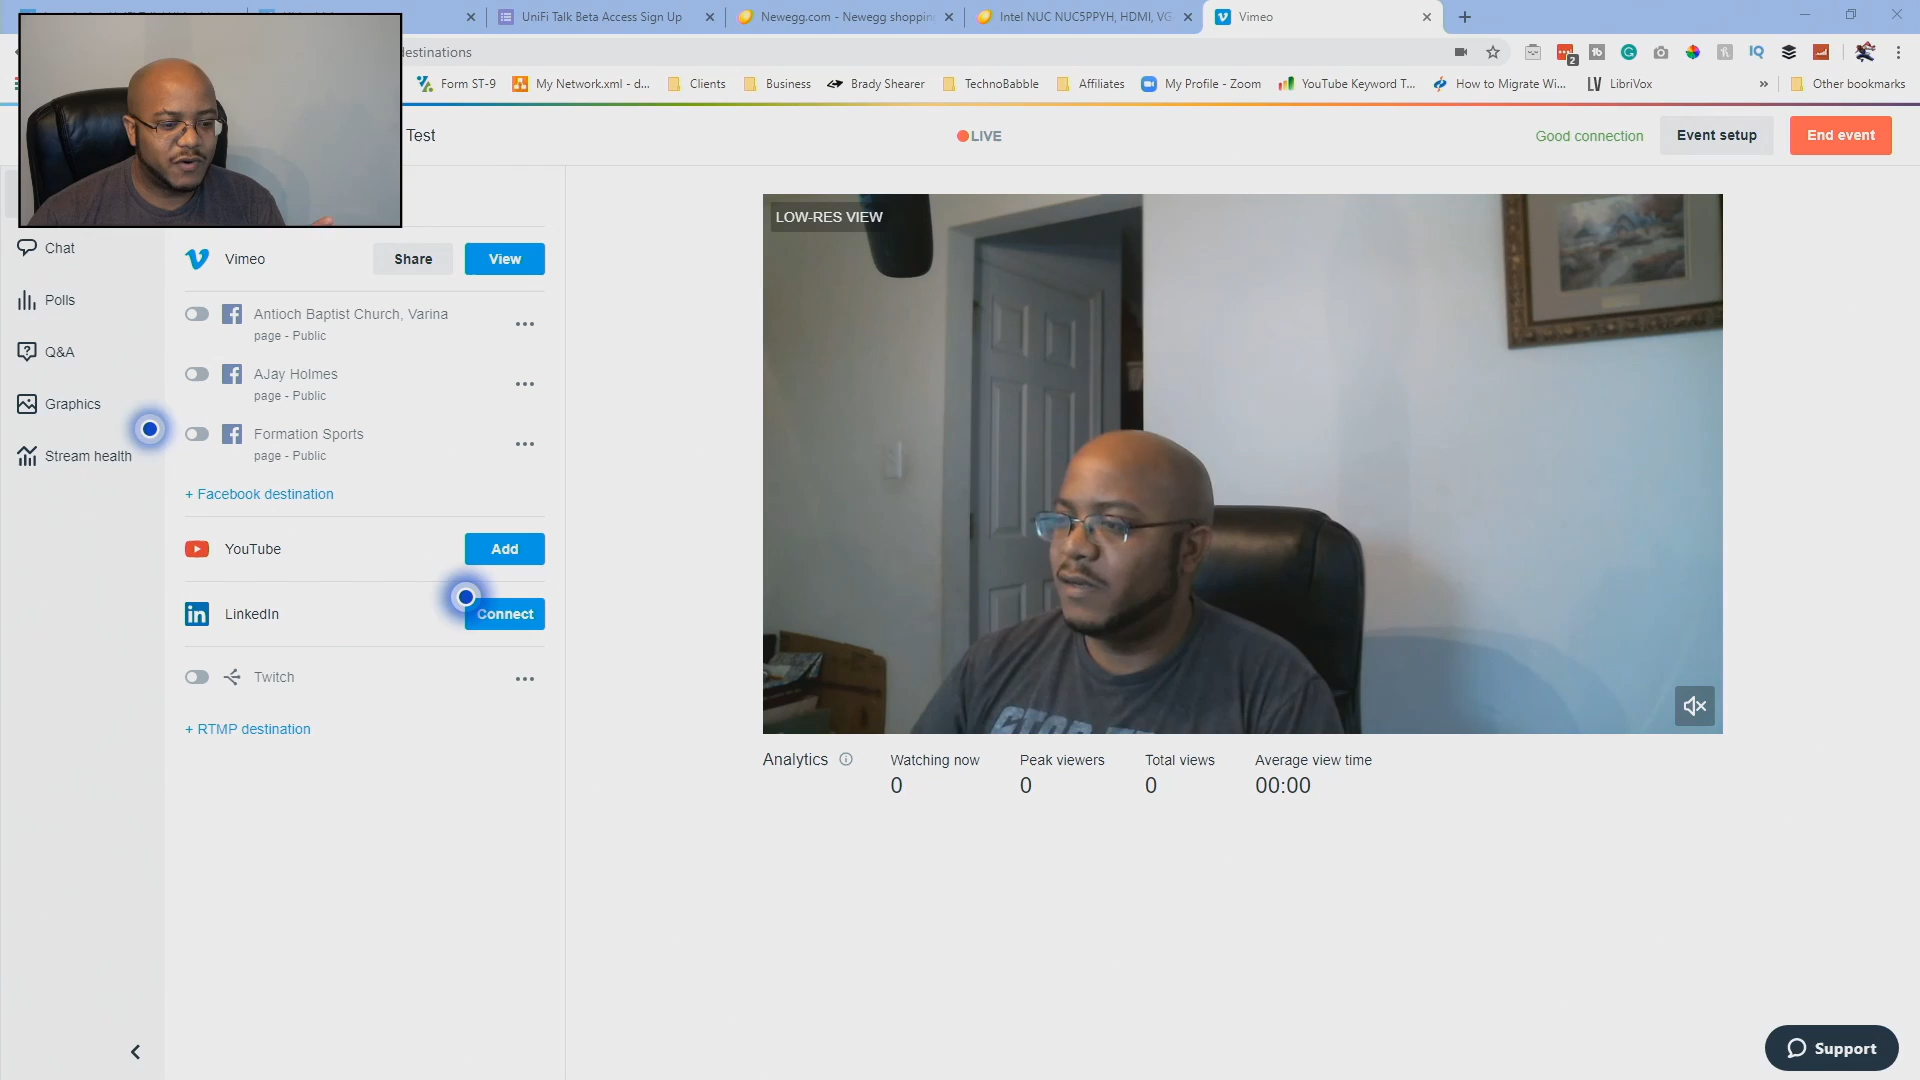 UniFi Talk Beta Access Sign Up
Newegg.com - Newegg shopping
Intel NUC NUC5PPYH, HDMI, VG
Vimeo
destinations
2
IQ
Form ST-9
My Network.xml - d...
Clients
Business
Brady Shearer
TechnoBabble
Affiliates
My Profile - Zoom
YouTube Keyword T...
How to Migrate Wi...
LV LibriVox
»
Other bookmarks
Test
LIVE
Good connection
Event setup
End event
LOW-RES VIEW
Chat
Polls
Q&A
Graphics
Stream health
Vimeo
Share
View
Antioch Baptist Church, Varina
page - Public
AJay Holmes
page - Public
Formation Sports
page - Public
+ Facebook destination
YouTube
Add
LinkedIn
Connect
Twitch
+ RTMP destination
Analytics
Watching now
0
Peak viewers
0
Total views
0
Average view time
00:00
Support